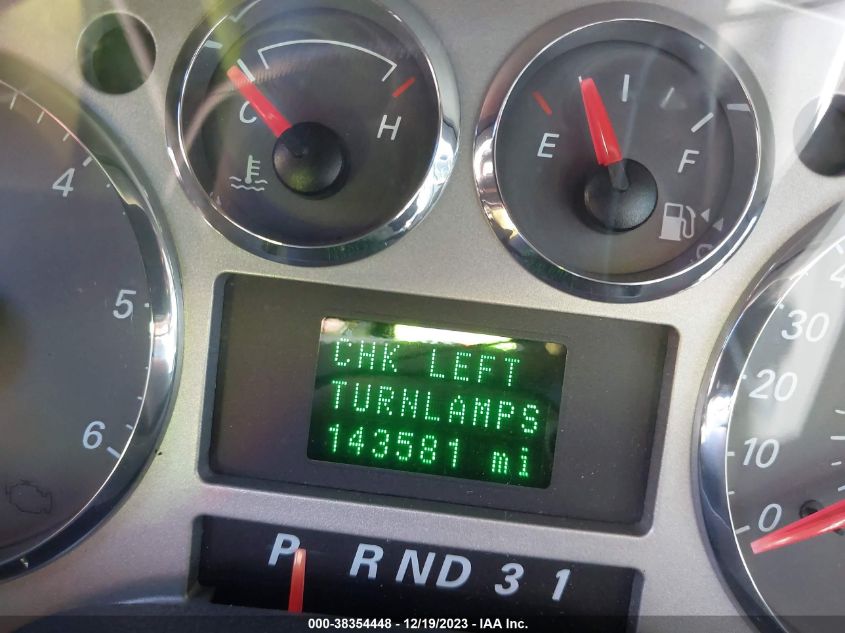 C H
E F
4
5
6
CHK LEFT
TURNLAMPS
143581 mi
30
20
10
0
P R N D 3 1
000-38354448 - 12/19/2023 - IAA Inc.